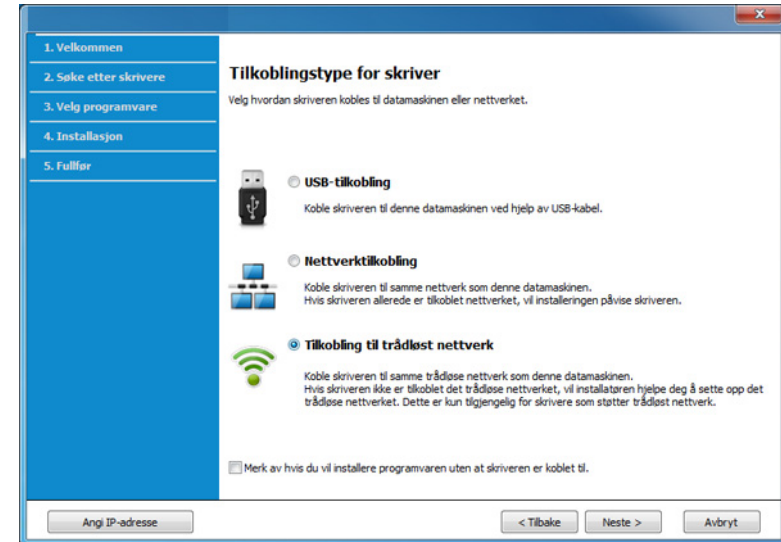 1. Velkommen
2. Søke etter skrivere
3. Velg programvare
4. Installasjon
5. Fullfør
Tilkoblingstype for skriver
Velg hvordan skriveren kobles til datamaskinen eller nettverket.
USB-tilkobling
Koble skriveren til denne datamaskinen ved hjelp av USB-kabel.
Nettverktilkobling
Koble skriveren til samme nettverk som denne datamaskinen.
Hvis skriveren allerede er tilkoblet nettverket, vil installeringen påvise skriveren.
Tilkobling til trådløst nettverk
Koble skriveren til samme trådløse nettverk som denne datamaskinen.
Hvis skriveren ikke er tilkoblet det trådløse nettverket, vil installatøren hjelpe deg å sette opp det
trådløse nettverket. Dette er kun tilgjengelig for skrivere som støtter trådløst nettverk.
Merk av hvis du vil installere programvaren uten at skriveren er koblet til.
Angi IP-adresse
< Tilbake
Neste >
Avbryt